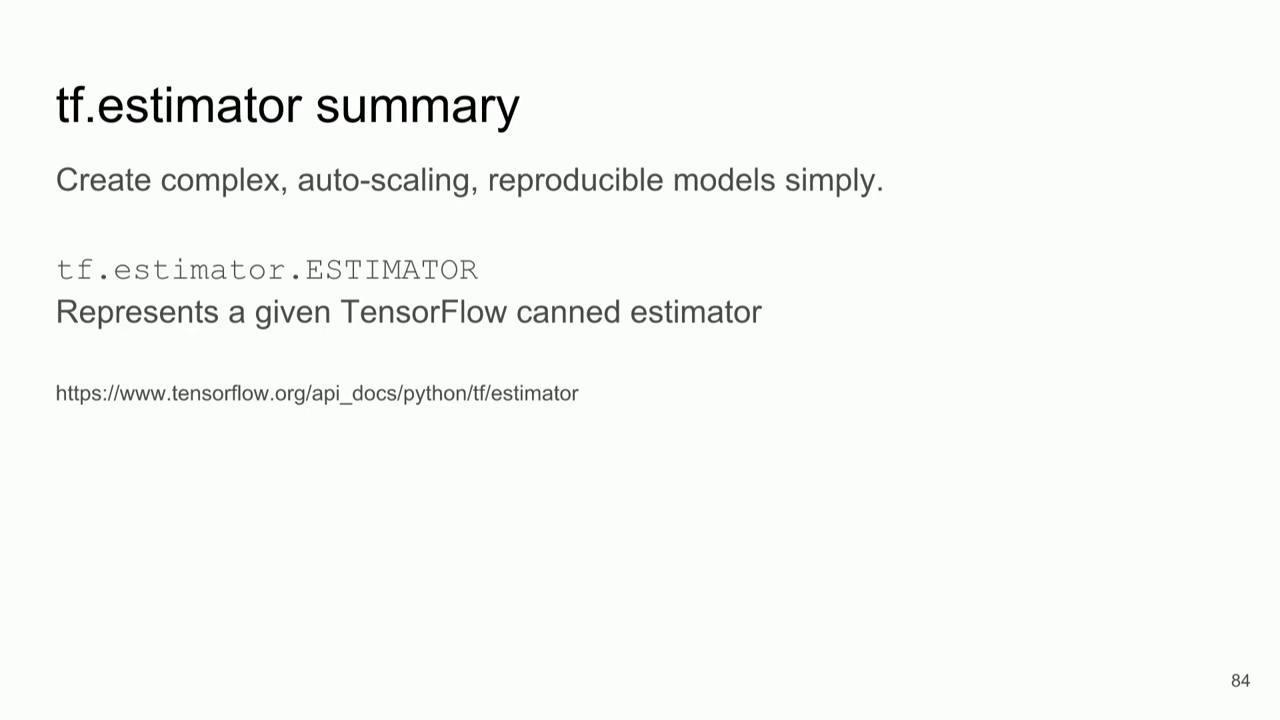 tf.estimator summary
Create complex, auto-scaling, reproducible models simply.
tf.estimator.ESTIMATOR
Represents a given TensorFlow canned estimator
https://www.tensorflow.org/api_docs/python/tf/estimator
84